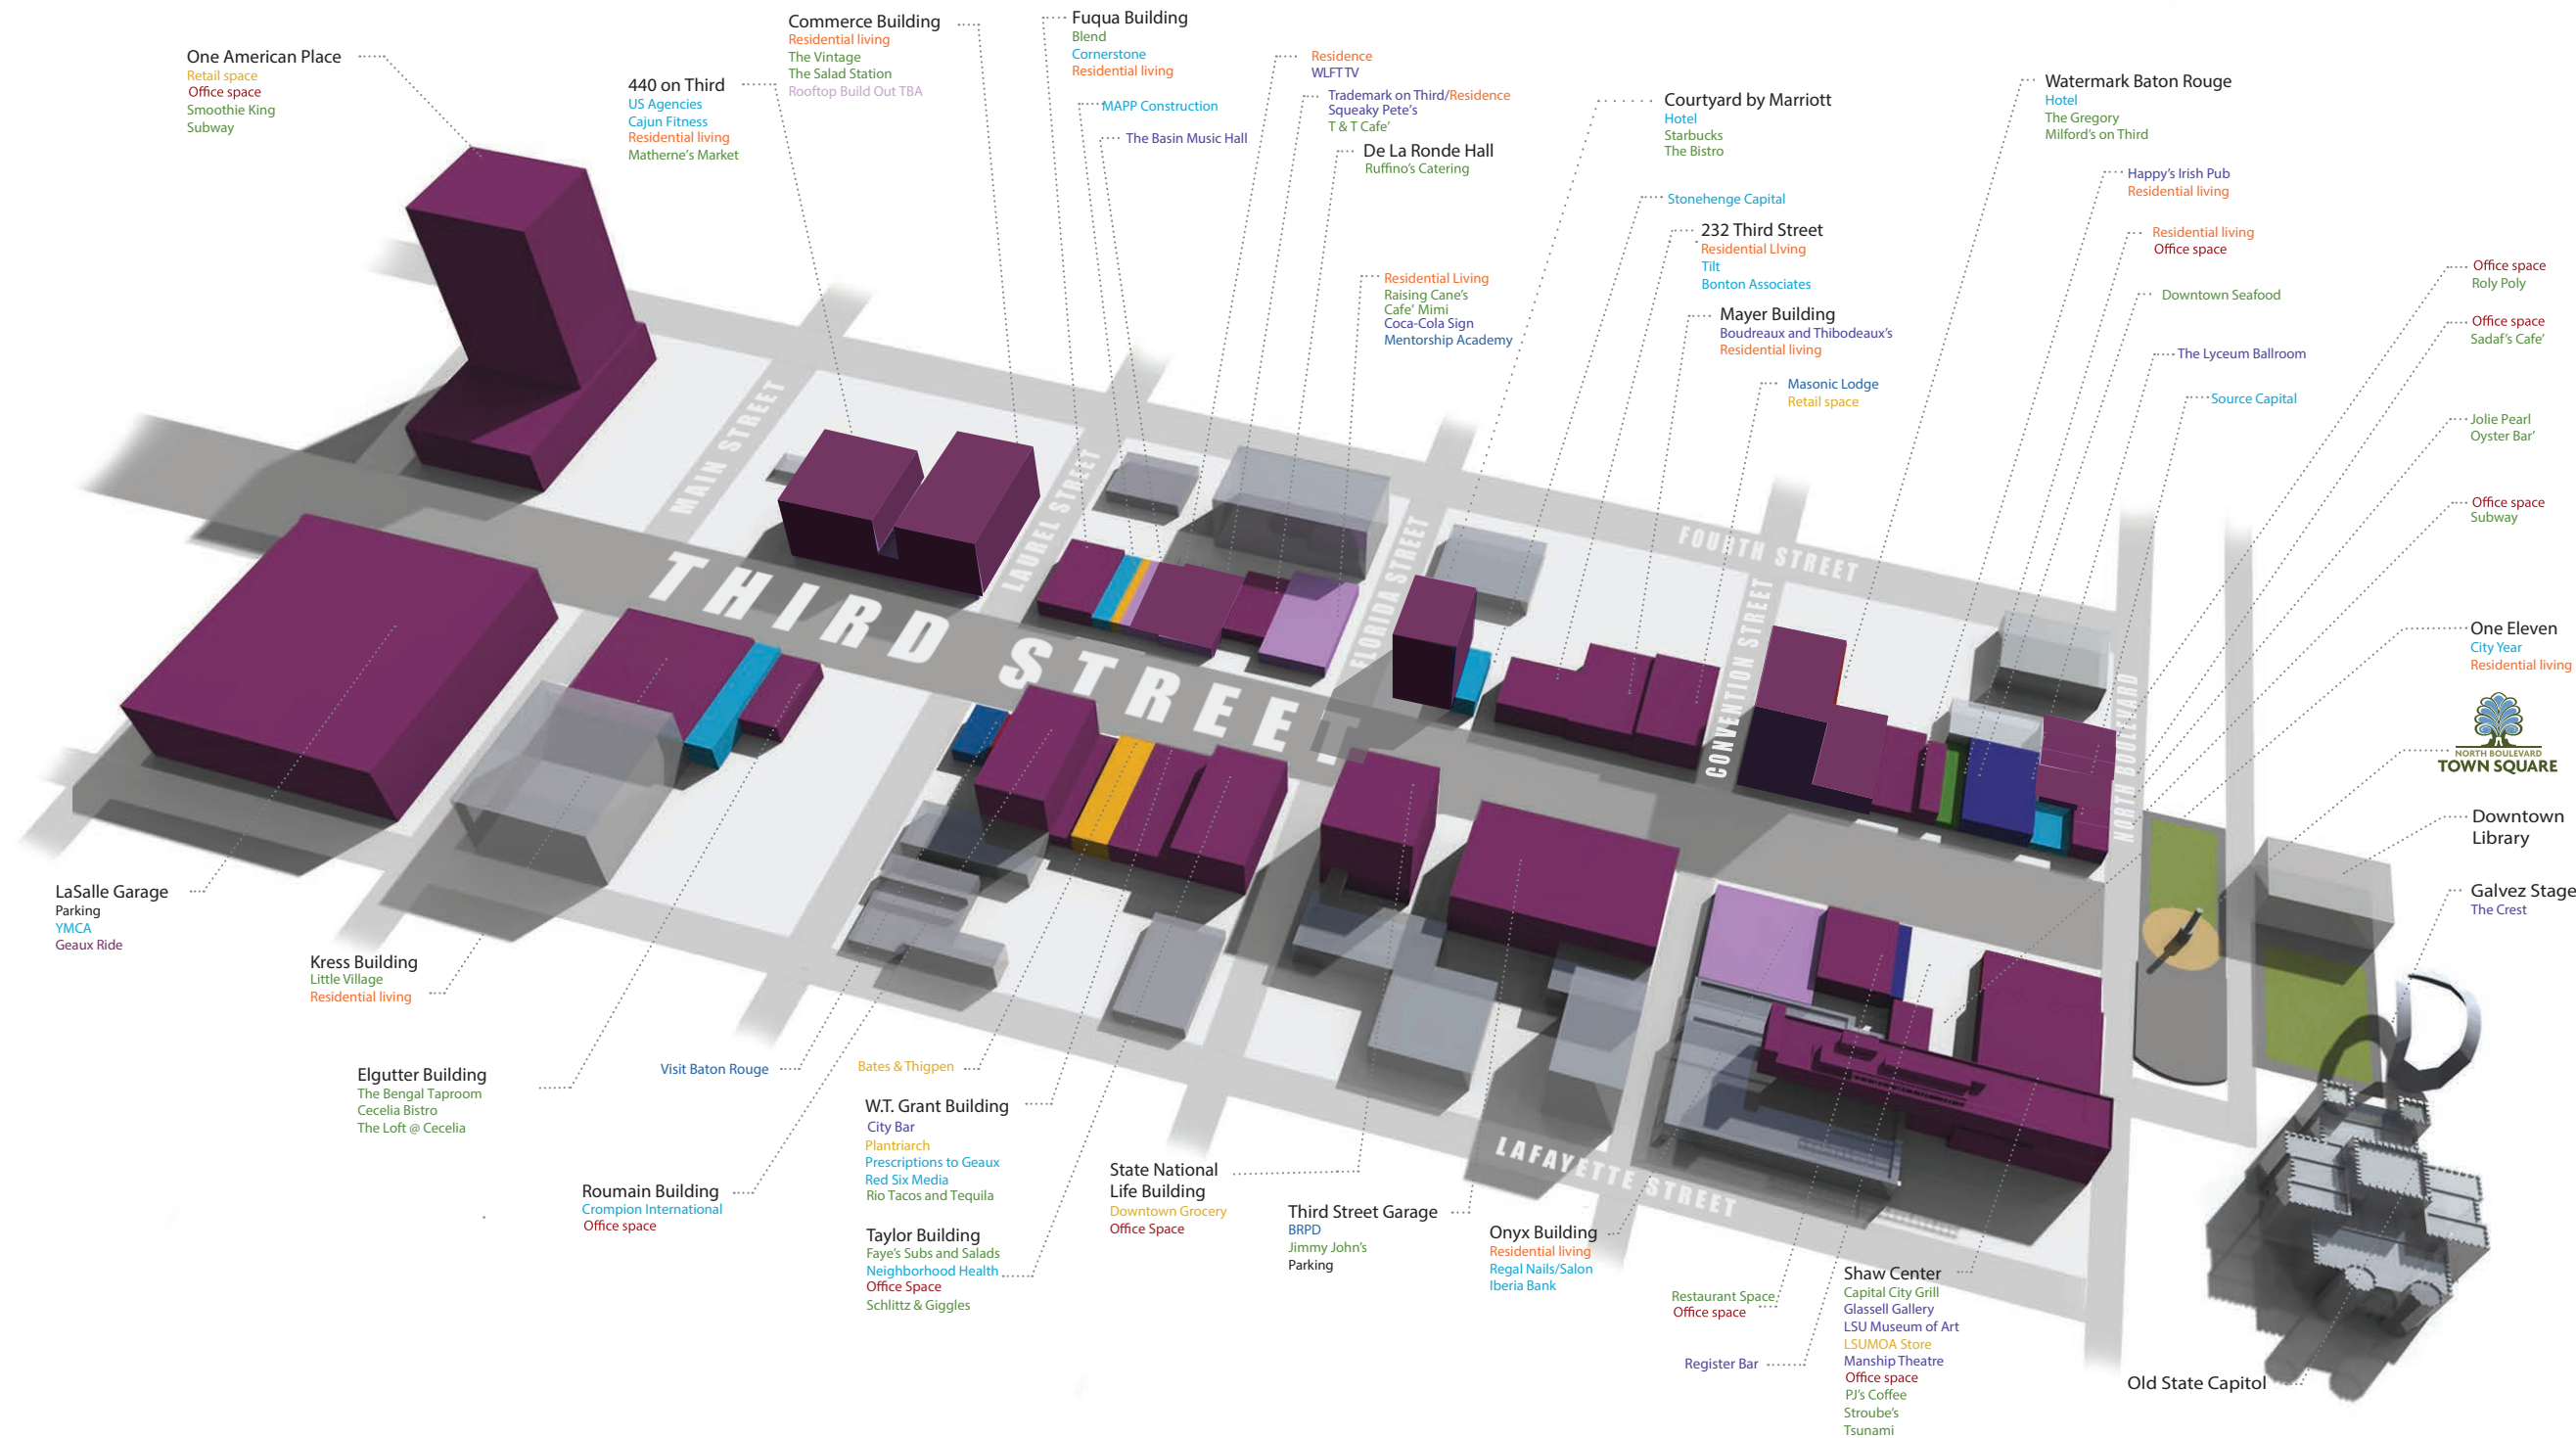 One American Place
Retail space
Office space
Smoothie King
Subway
440 on Third
US Agencies
Cajun Fitness
Residential living
Matherne's Market
Commerce Building
Residential living
The Vintage
The Salad Station
Rooftop Build Out TBA
Fuqua Building
Blend
Cornerstone
Residential living
MAPP Construction
The Basin Music Hall
Residence
WLFT TV
Trademark on Third/Residence
Squeaky Pete's
T & T Cafe'
De La Ronde Hall
Ruffino's Catering
Residential Living
Raising Cane's
Cafe' Mimi
Coca-Cola Sign
Mentorship Academy
Courtyard by Marriott
Hotel
Starbucks
The Bistro
Stonehenge Capital
232 Third Street
Residential LIving
Tilt
Bonton Associates
Mayer Building
Boudreaux and Thibodeaux's
Residential living
Masonic Lodge
Retail space
Watermark Baton Rouge
Hotel
The Gregory
Milford's on Third
Happy's Irish Pub
Residential living
Residential living
Office space
Downtown Seafood
The Lyceum Ballroom
Source Capital
Office space
Roly Poly
Office space
Sadaf's Cafe'
Jolie Pearl
Oyster Bar'
Office space
Subway
One Eleven
City Year
Residential living
NORTH BOULEVARD
TOWN SQUARE
Downtown
Library
Galvez Stage
The Crest
MAIN STREET
LAUREL STREET
FLORIDA STREET
FOURTH STREET
CONVENTION STREET
NORTH BOULEVARD
THIRD STREET
LAFAYETTE STREET
LaSalle Garage
Parking
YMCA
Geaux Ride
Kress Building
Little Village
Residential living
Elgutter Building
The Bengal Taproom
Cecelia Bistro
The Loft @ Cecelia
Visit Baton Rouge
Roumain Building
Crompion International
Office space
Bates & Thigpen
W.T. Grant Building
City Bar
Plantriarch
Prescriptions to Geaux
Red Six Media
Rio Tacos and Tequila
Taylor Building
Faye's Subs and Salads
Neighborhood Health
Office Space
Schlittz & Giggles
State National
Life Building
Downtown Grocery
Office Space
Third Street Garage
BRPD
Jimmy John's
Parking
Onyx Building
Residential living
Regal Nails/Salon
Iberia Bank
Restaurant Space
Office space
Register Bar
Shaw Center
Capital City Grill
Glassell Gallery
LSU Museum of Art
LSUMOA Store
Manship Theatre
Office space
PJ's Coffee
Stroube's
Tsunami
Old State Capitol